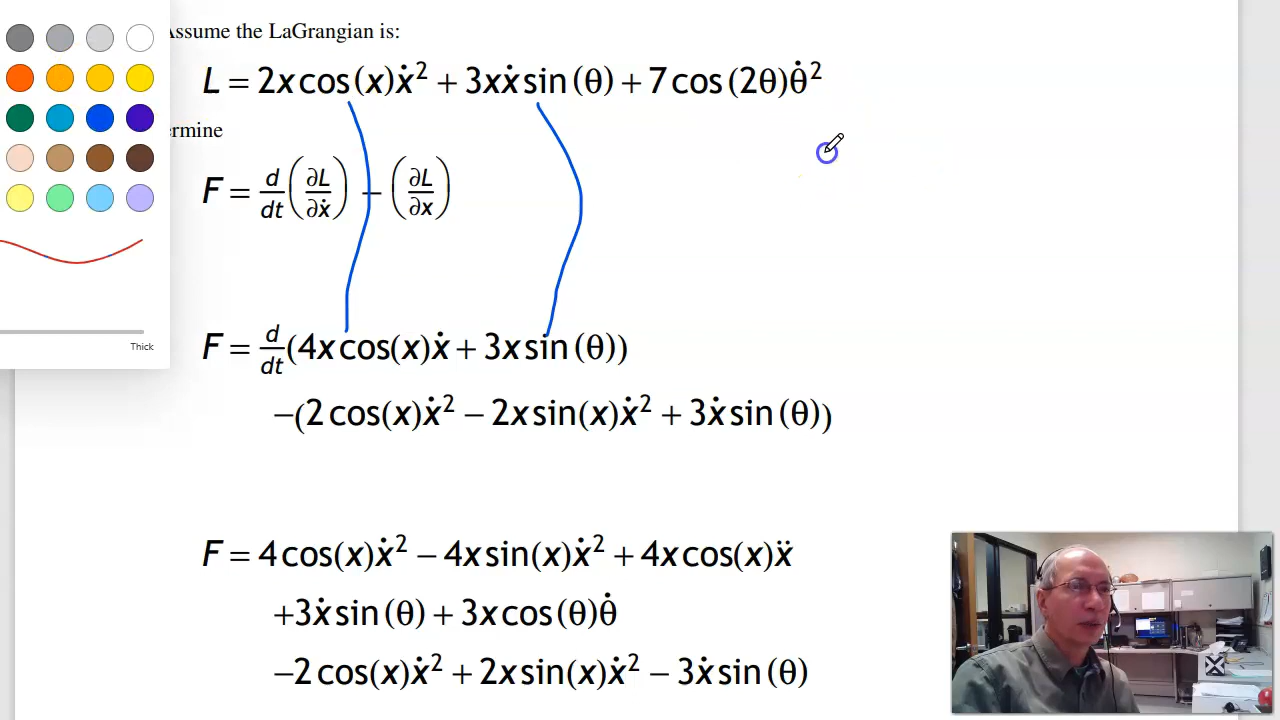 Assume the LaGrangian is:
L = 2x cos(x)ẋ² + 3xẋ sin(θ) + 7 cos(2θ)θ̇²
ermine
F = d/dt(∂L/∂ẋ) − (∂L/∂x)
F = d/dt(4x cos(x)ẋ + 3x sin(θ))
−(2 cos(x)ẋ² − 2x sin(x)ẋ² + 3ẋ sin(θ))
Thick
F = 4 cos(x)ẋ² − 4x sin(x)ẋ² + 4x cos(x)ẍ
+3ẋ sin(θ) + 3x cos(θ)θ̇
−2 cos(x)ẋ² + 2x sin(x)ẋ² − 3ẋ sin(θ)